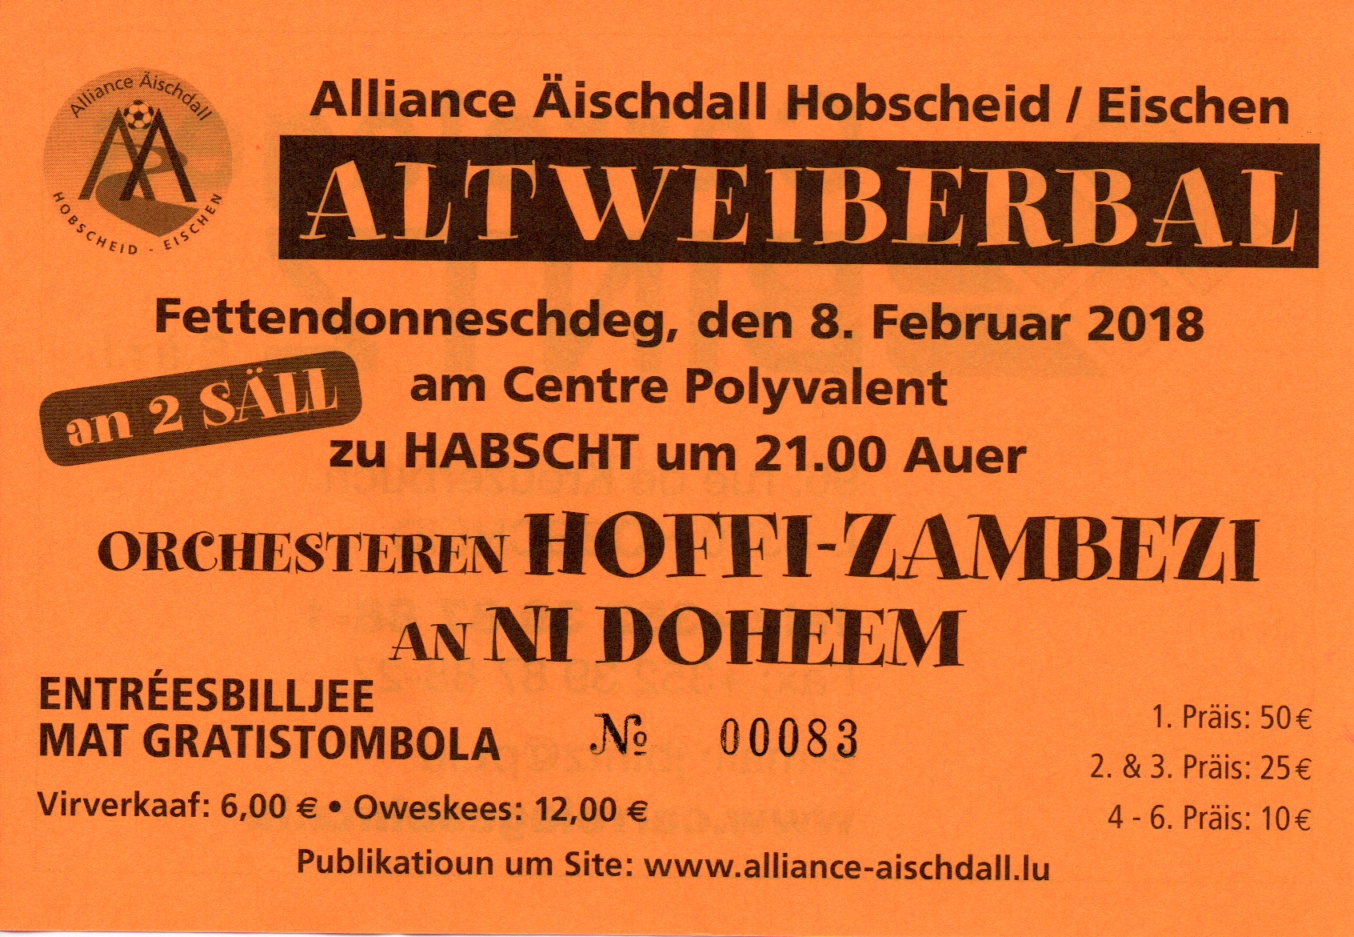 Alliance Äischdall
HOBSCHEID - EISCHEN
Alliance Äischdall Hobscheid / Eischen
ALTWEIBERBAL
Fettendonneschdeg, den 8. Februar 2018
an 2 SÄLL
am Centre Polyvalent
zu HABSCHT um 21.00 Auer
ORCHESTEREN HOFFI-ZAMBEZI
AN NI DOHEEM
ENTRÉESBILLJEE
MAT GRATISTOMBOLA
№ 00083
Virverkaaf: 6,00 € • Oweskees: 12,00 €
1. Präis: 50 €
2. & 3. Präis: 25 €
4 - 6. Präis: 10 €
Publikatioun um Site: www.alliance-aischdall.lu